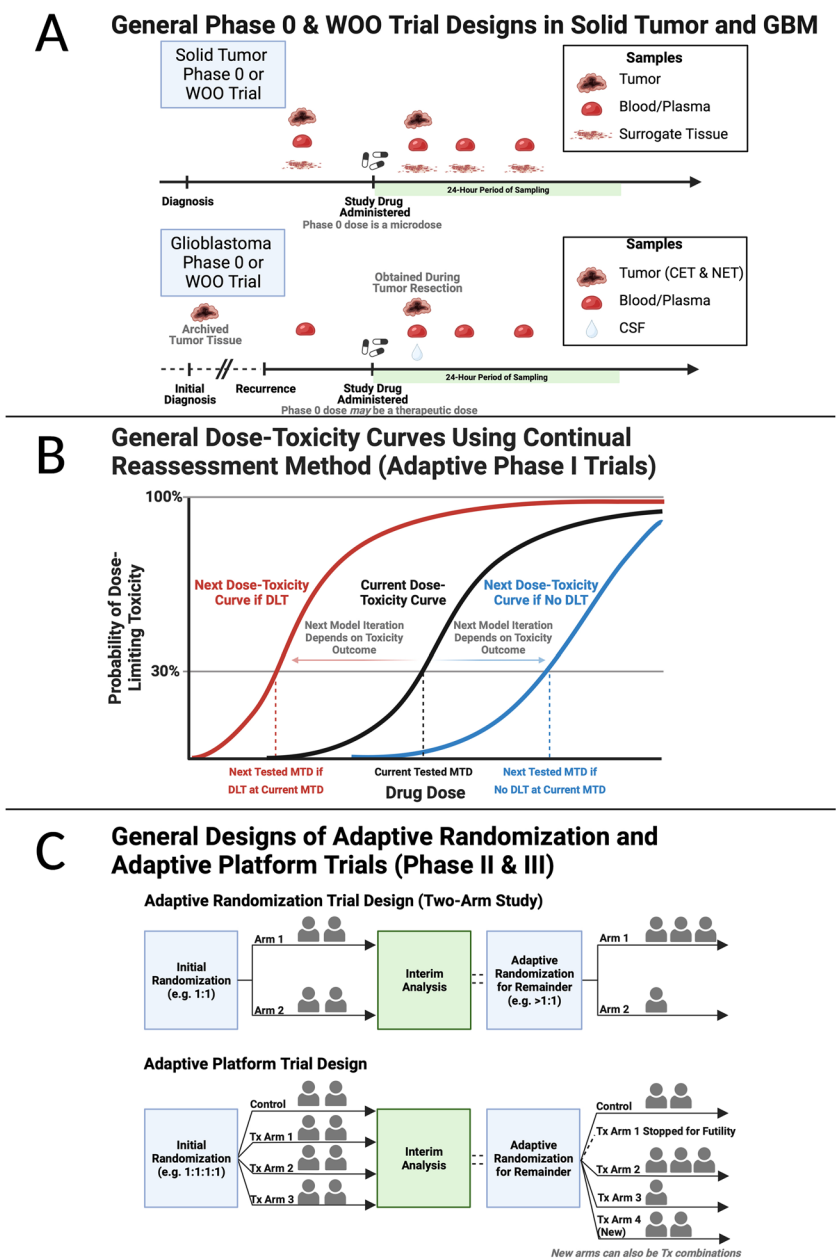 A
General Phase 0 & WOO Trial Designs in Solid Tumor and GBM
Solid Tumor
Phase 0 or
WOO Trial
Samples
Tumor
Blood/Plasma
Surrogate Tissue
24-Hour Period of Sampling
Diagnosis
Study Drug
Administered
Phase 0 dose is a microdose
Glioblastoma
Phase 0 or
WOO Trial
Samples
Tumor (CET & NET)
Blood/Plasma
CSF
Obtained During
Tumor Resection
Archived
Tumor Tissue
24-Hour Period of Sampling
Initial
Diagnosis
Recurrence
Study Drug
Administered
Phase 0 dose may be a therapeutic dose
B
General Dose-Toxicity Curves Using Continual
Reassessment Method (Adaptive Phase I Trials)
100%
30%
Probability of Dose-
Limiting Toxicity
Next Dose-Toxicity
Curve if DLT
Current Dose-
Toxicity Curve
Next Dose-Toxicity
Curve if No DLT
Next Model Iteration
Depends on Toxicity
Outcome
Next Model Iteration
Depends on Toxicity
Outcome
Next Tested MTD if
DLT at Current MTD
Current Tested MTD
Next Tested MTD if
No DLT at Current MTD
Drug Dose
C
General Designs of Adaptive Randomization and
Adaptive Platform Trials (Phase II & III)
Adaptive Randomization Trial Design (Two-Arm Study)
Initial
Randomization
(e.g. 1:1)
Arm 1
Arm 2
Interim
Analysis
Adaptive
Randomization
for Remainder
(e.g. >1:1)
Arm 1
Arm 2
Adaptive Platform Trial Design
Initial
Randomization
(e.g. 1:1:1:1)
Control
Tx Arm 1
Tx Arm 2
Tx Arm 3
Interim
Analysis
Adaptive
Randomization
for Remainder
Control
Tx Arm 1 Stopped for Futility
Tx Arm 2
Tx Arm 3
Tx Arm 4
(New)
New arms can also be Tx combinations